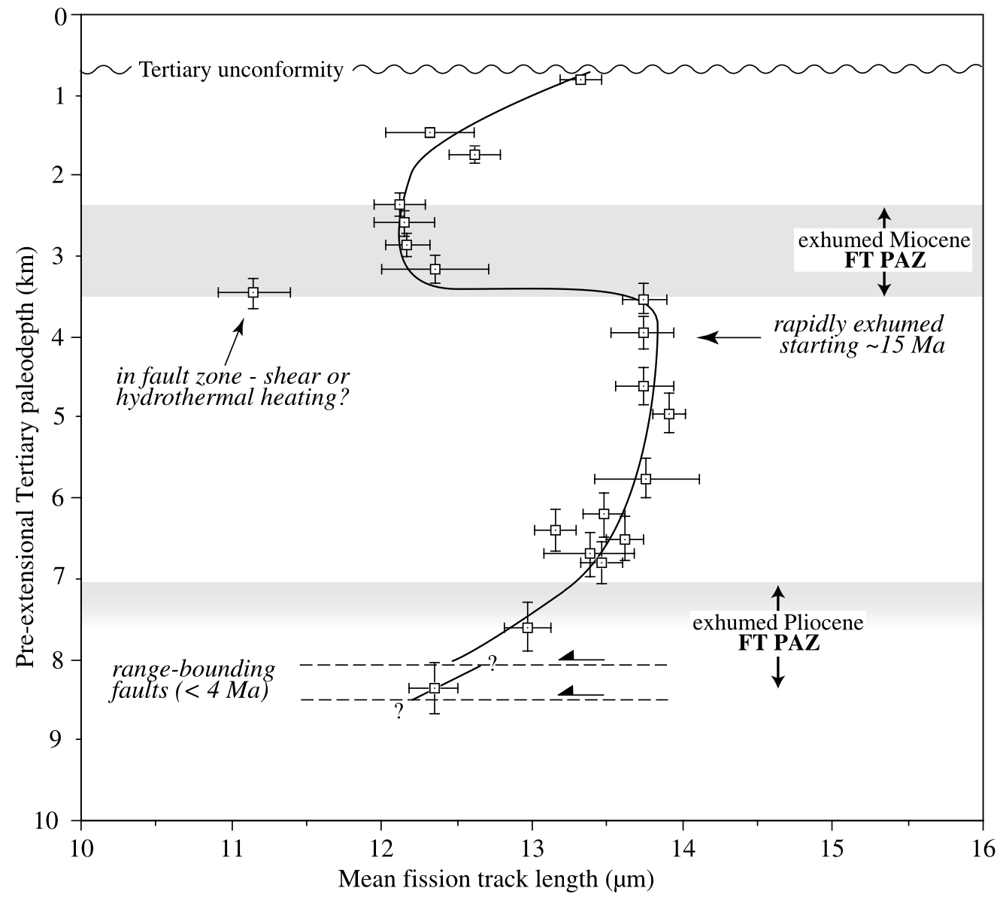 0
Tertiary unconformity
1
2
exhumed Miocene
FT PAZ
3
rapidly exhumed
starting ~15 Ma
4
in fault zone - shear or
hydrothermal heating?
5
6
7
exhumed Pliocene
FT PAZ
8
?
range-bounding
faults (< 4 Ma)
?
9
10
Pre-extensional Tertiary paleodepth (km)
10 11 12 13 14 15 16
Mean fission track length (μm)